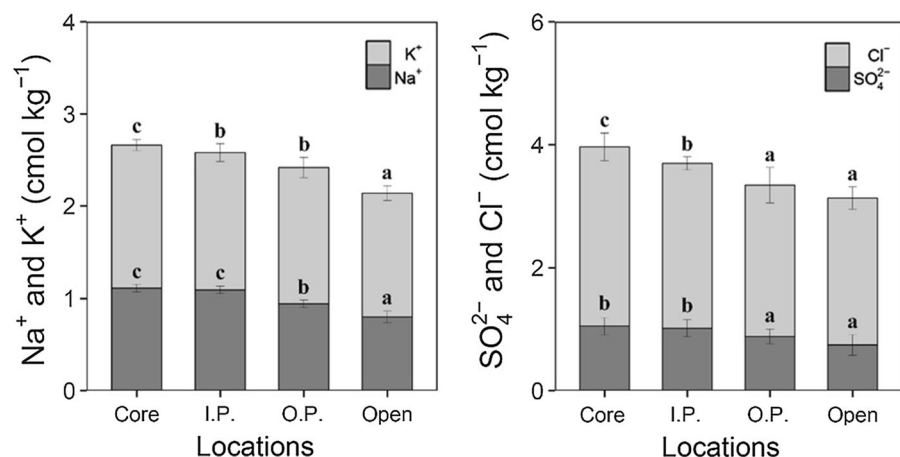 Na⁺ and K⁺ (cmol kg⁻¹)
4
3
2
1
0
K⁺
Na⁺
c
b
b
a
c
c
b
a
Core I.P. O.P. Open
Locations
SO₄²⁻ and Cl⁻ (cmol kg⁻¹)
6
4
2
0
Cl⁻
SO₄²⁻
c
b
a
a
b
b
a
a
Core I.P. O.P. Open
Locations